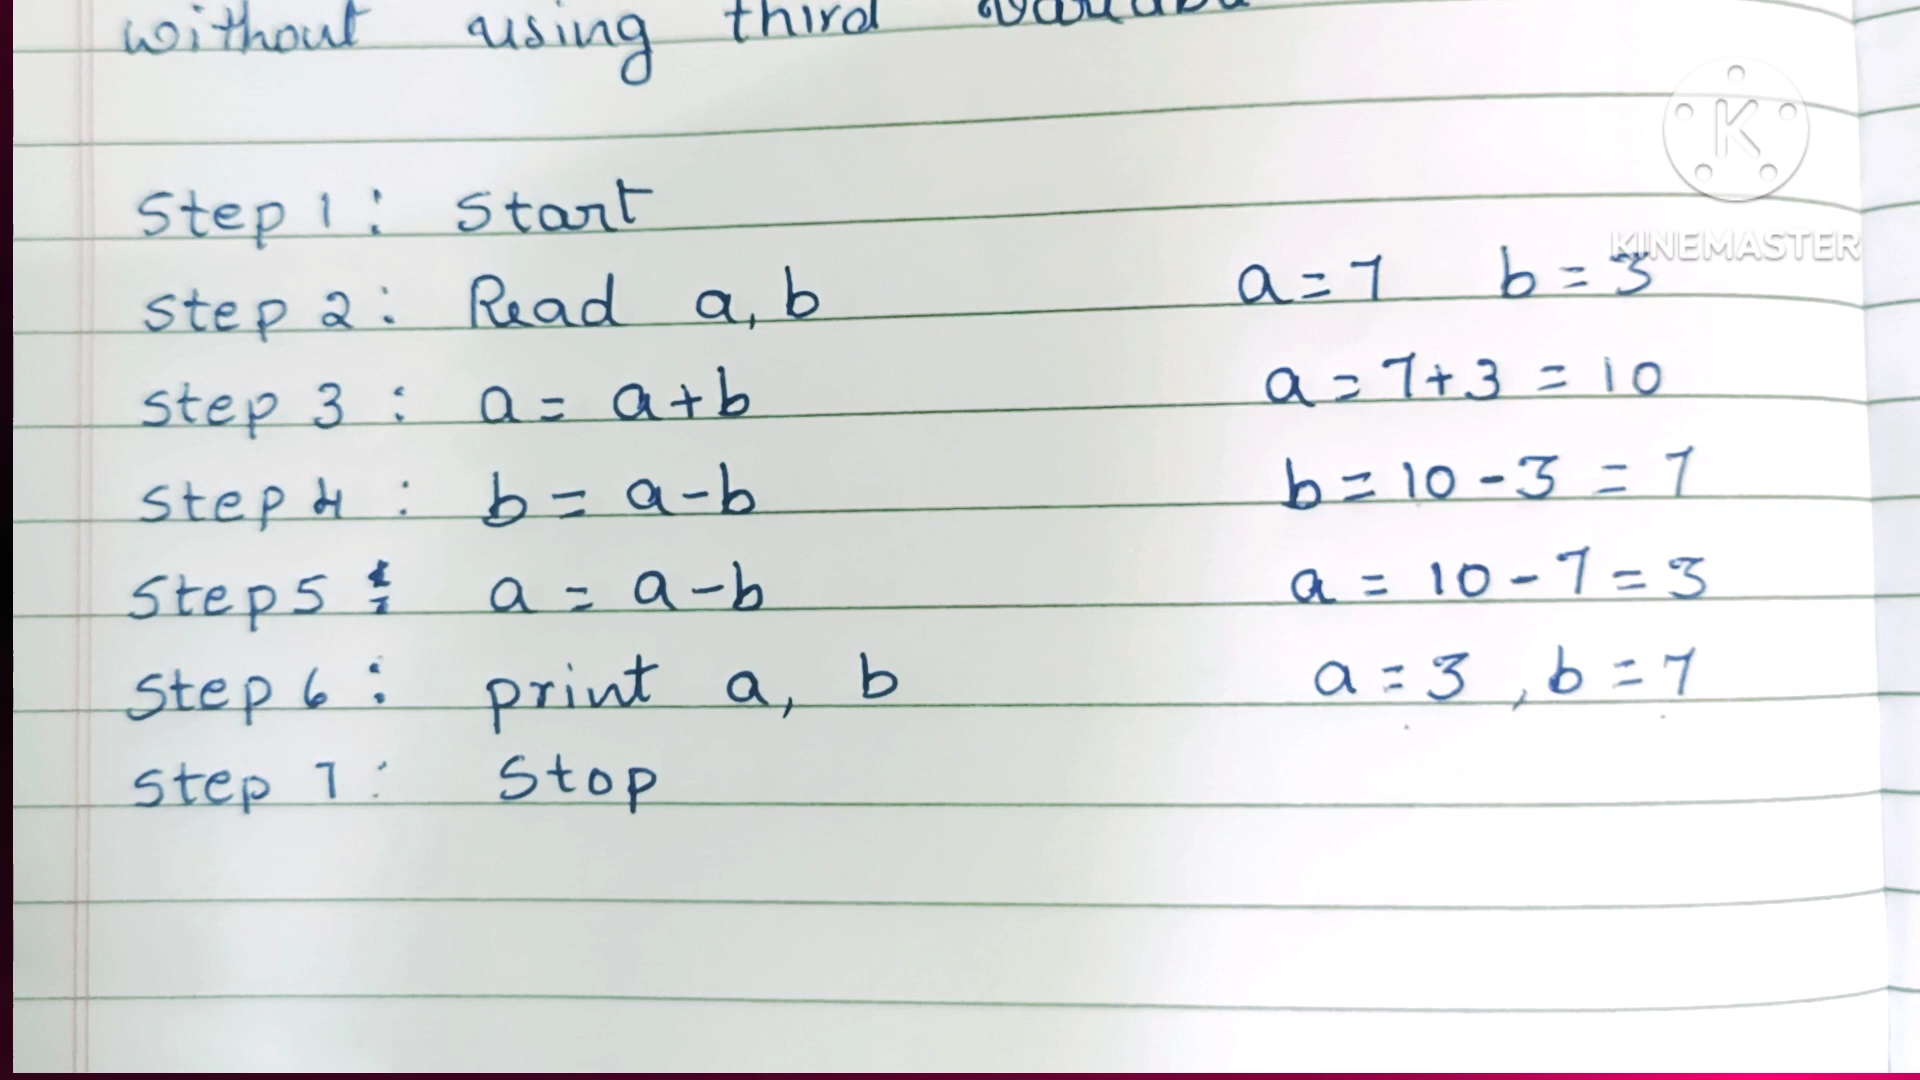 without using third variable
Step 1 : Start
Step 2 : Read a, b a = 7 b = 3
Step 3 : a = a+b a = 7+3 = 10
Step 4 : b = a-b b = 10 - 3 = 7
Step 5 : a = a-b a = 10 - 7 = 3
Step 6 : print a, b a = 3 , b = 7
Step 7 : Stop
KINEMASTER